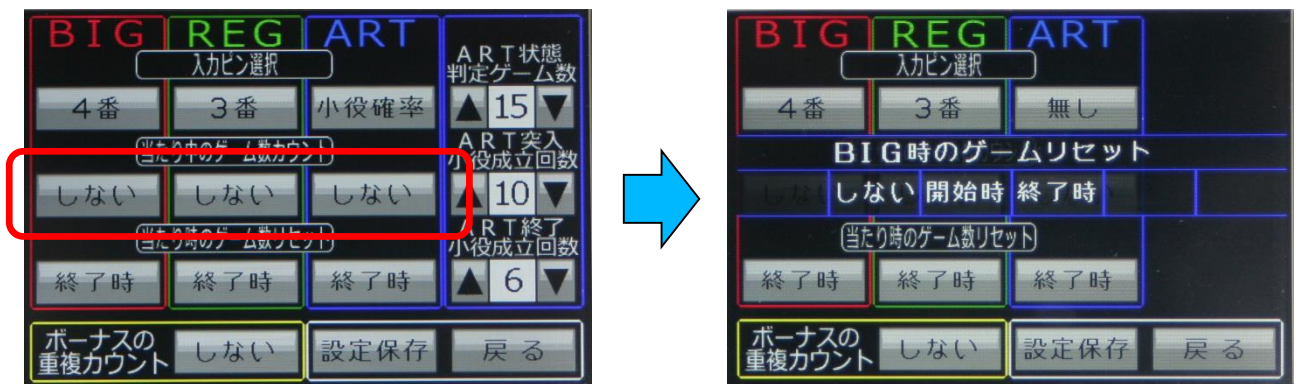 BIG REG ART
入力ピン選択
ART状態
判定ゲーム数
4番 3番 小役確率 ▲ 15 ▼
当たり中のゲーム数カウント
ART突入
小役成立回数
しない しない しない ▲ 10 ▼
当たり時のゲーム数リセット
ART終了
小役成立回数
終了時 終了時 終了時 ▲ 6 ▼
ボーナスの
重複カウント しない 設定保存 戻る
BIG REG ART
入力ピン選択
4番 3番 無し
BIG時のゲームリセット
しない 開始時 終了時
当たり時のゲーム数リセット
終了時 終了時 終了時
ボーナスの
重複カウント しない 設定保存 戻る